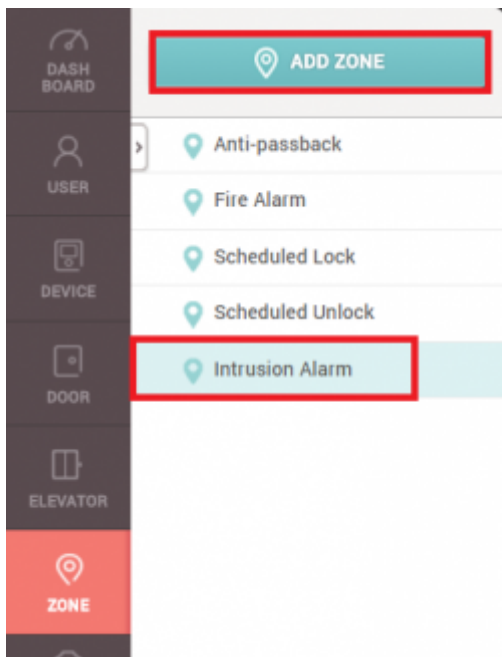 DASH
BOARD
USER
DEVICE
DOOR
ELEVATOR
ZONE
ADD ZONE
Anti-passback
Fire Alarm
Scheduled Lock
Scheduled Unlock
Intrusion Alarm